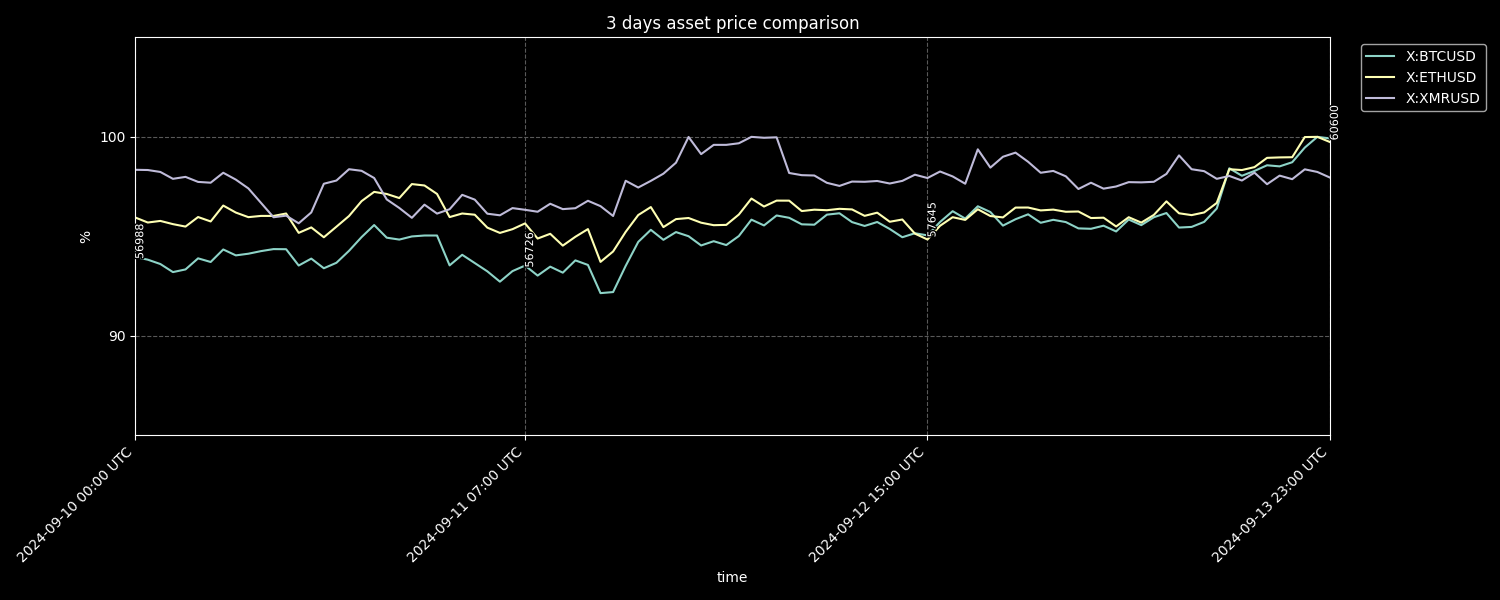 3 days asset price comparison
X:BTCUSD
X:ETHUSD
X:XMRUSD
100
90
%
56988
56726
57645
60600
2024-09-10 00:00 UTC
2024-09-11 07:00 UTC
2024-09-12 15:00 UTC
2024-09-13 23:00 UTC
time